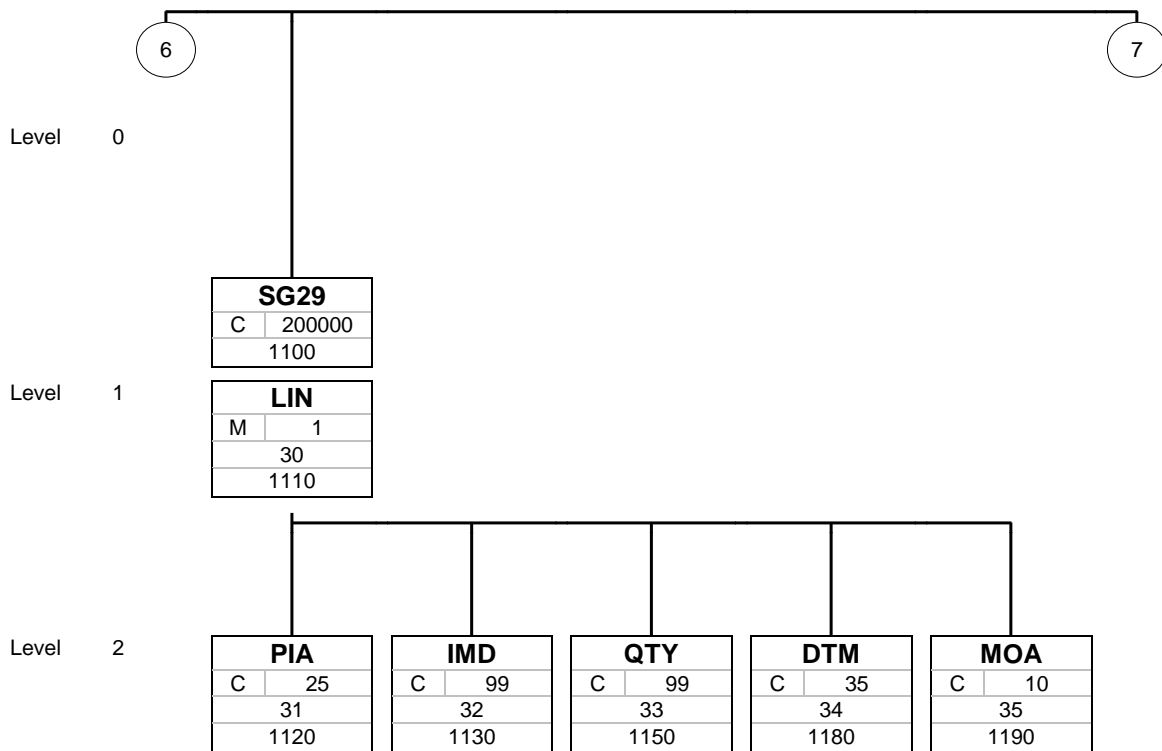 6 7
Level 0
SG29
C 200000
1100
Level 1
LIN
M 1
30
1110
Level 2
PIA IMD QTY DTM MOA
C 25 C 99 C 99 C 35 C 10
31 32 33 34 35
1120 1130 1150 1180 1190